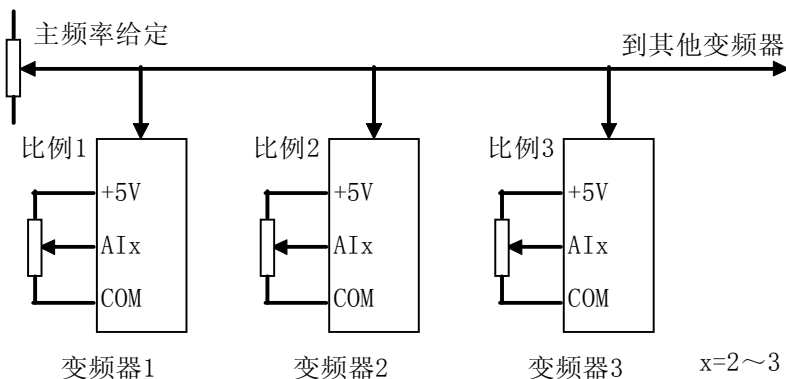 主频率给定
到其他变频器
比例1
比例2
比例3
+5V
+5V
+5V
AIx
AIx
AIx
COM
COM
COM
变频器1
变频器2
变频器3
x=2～3